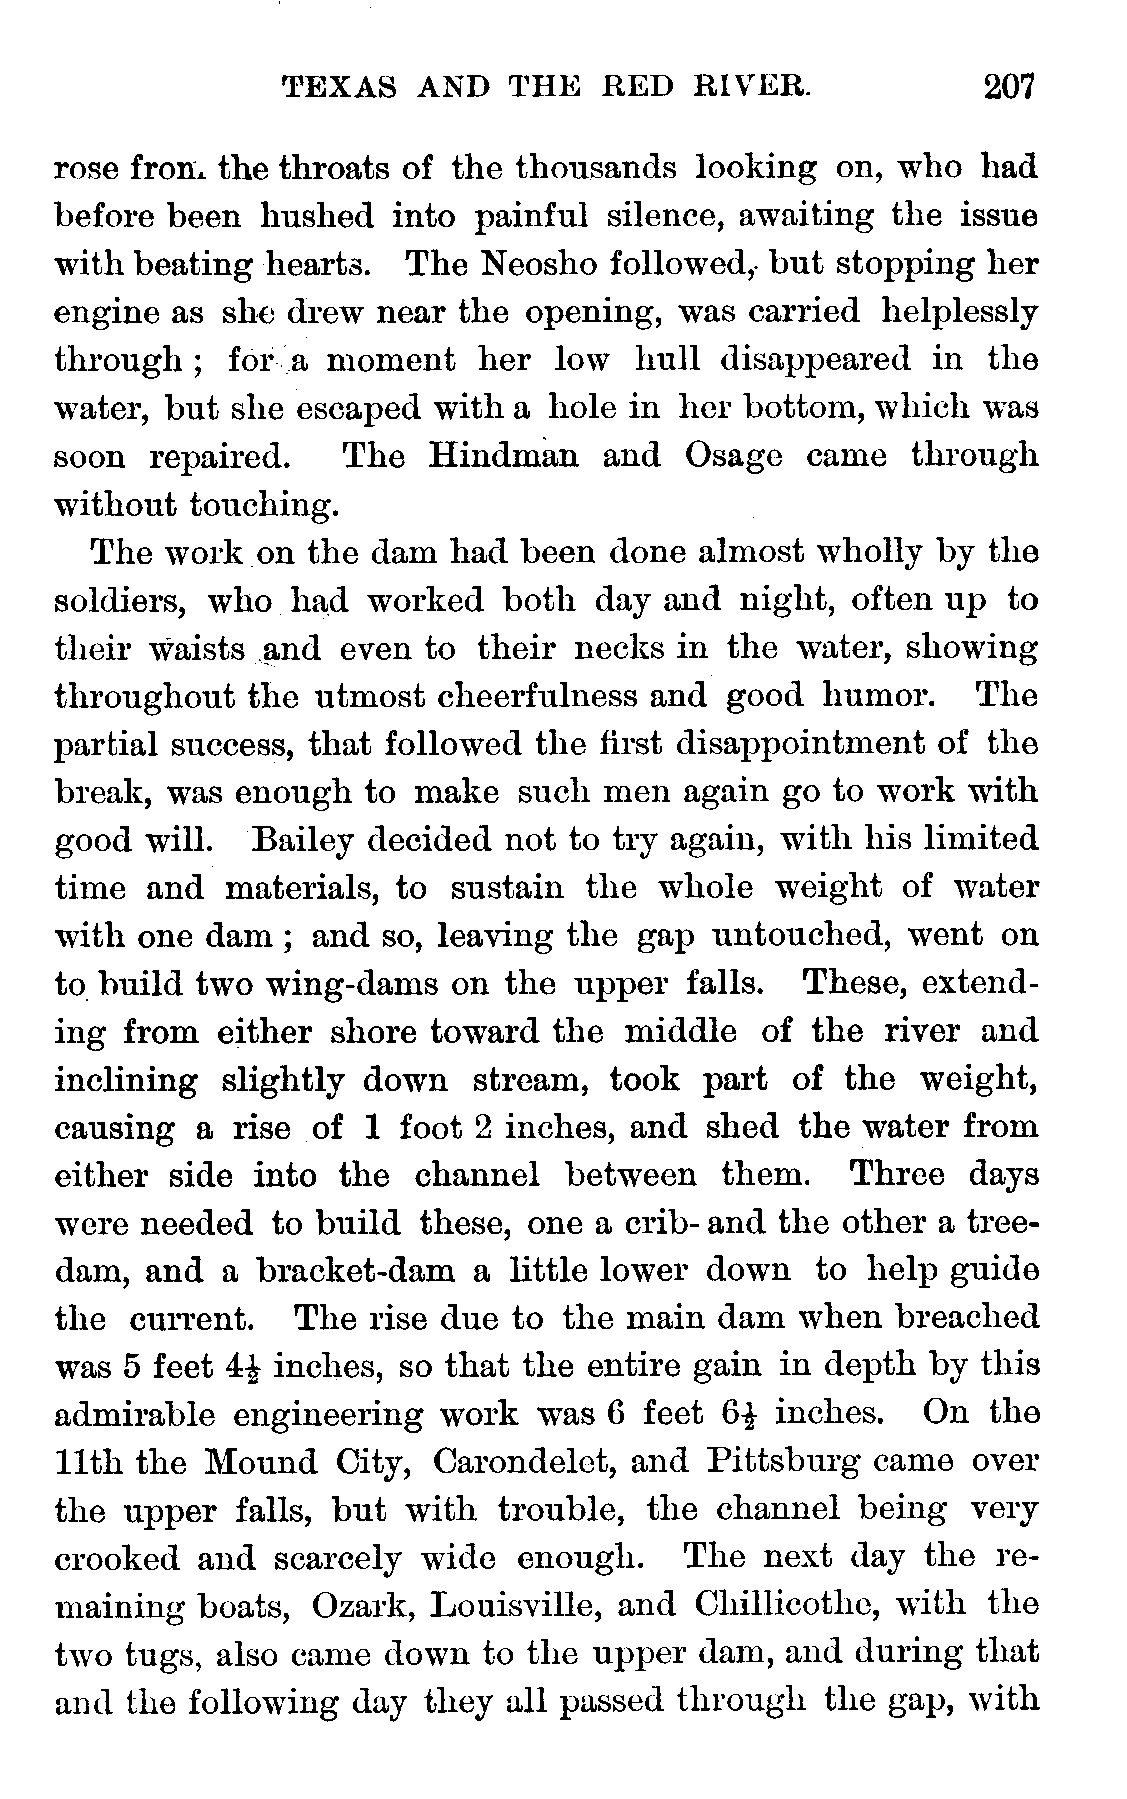 TEXAS AND THE RED RIVER. 207
rose from the throats of the thousands looking on, who had
before been hushed into painful silence, awaiting the issue
with beating hearts. The Neosho followed, but stopping her
engine as she drew near the opening, was carried helplessly
through ; for a moment her low hull disappeared in the
water, but she escaped with a hole in her bottom, which was
soon repaired. The Hindman and Osage came through
without touching.
The work on the dam had been done almost wholly by the
soldiers, who had worked both day and night, often up to
their waists and even to their necks in the water, showing
throughout the utmost cheerfulness and good humor. The
partial success, that followed the first disappointment of the
break, was enough to make such men again go to work with
good will. Bailey decided not to try again, with his limited
time and materials, to sustain the whole weight of water
with one dam ; and so, leaving the gap untouched, went on
to build two wing-dams on the upper falls. These, extend-
ing from either shore toward the middle of the river and
inclining slightly down stream, took part of the weight,
causing a rise of 1 foot 2 inches, and shed the water from
either side into the channel between them. Three days
were needed to build these, one a crib- and the other a tree-
dam, and a bracket-dam a little lower down to help guide
the current. The rise due to the main dam when breached
was 5 feet 4½ inches, so that the entire gain in depth by this
admirable engineering work was 6 feet 6½ inches. On the
11th the Mound City, Carondelet, and Pittsburg came over
the upper falls, but with trouble, the channel being very
crooked and scarcely wide enough. The next day the re-
maining boats, Ozark, Louisville, and Chillicothe, with the
two tugs, also came down to the upper dam, and during that
and the following day they all passed through the gap, with